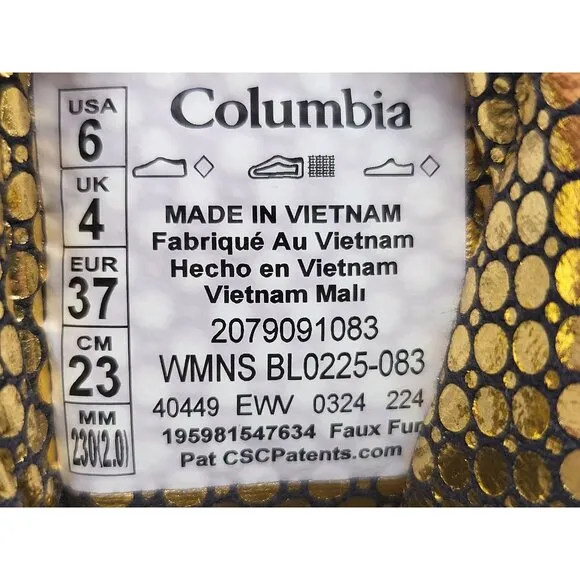 USA
6
UK
4
EUR
37
CM
23
MM
230(2.0)
Columbia
MADE IN VIETNAM
Fabriqué Au Vietnam
Hecho en Vietnam
Vietnam Malı
2079091083
WMNS BL0225-083
40449 EWV 0324 224
195981547634 Faux Fur
Pat CSCPatents.com